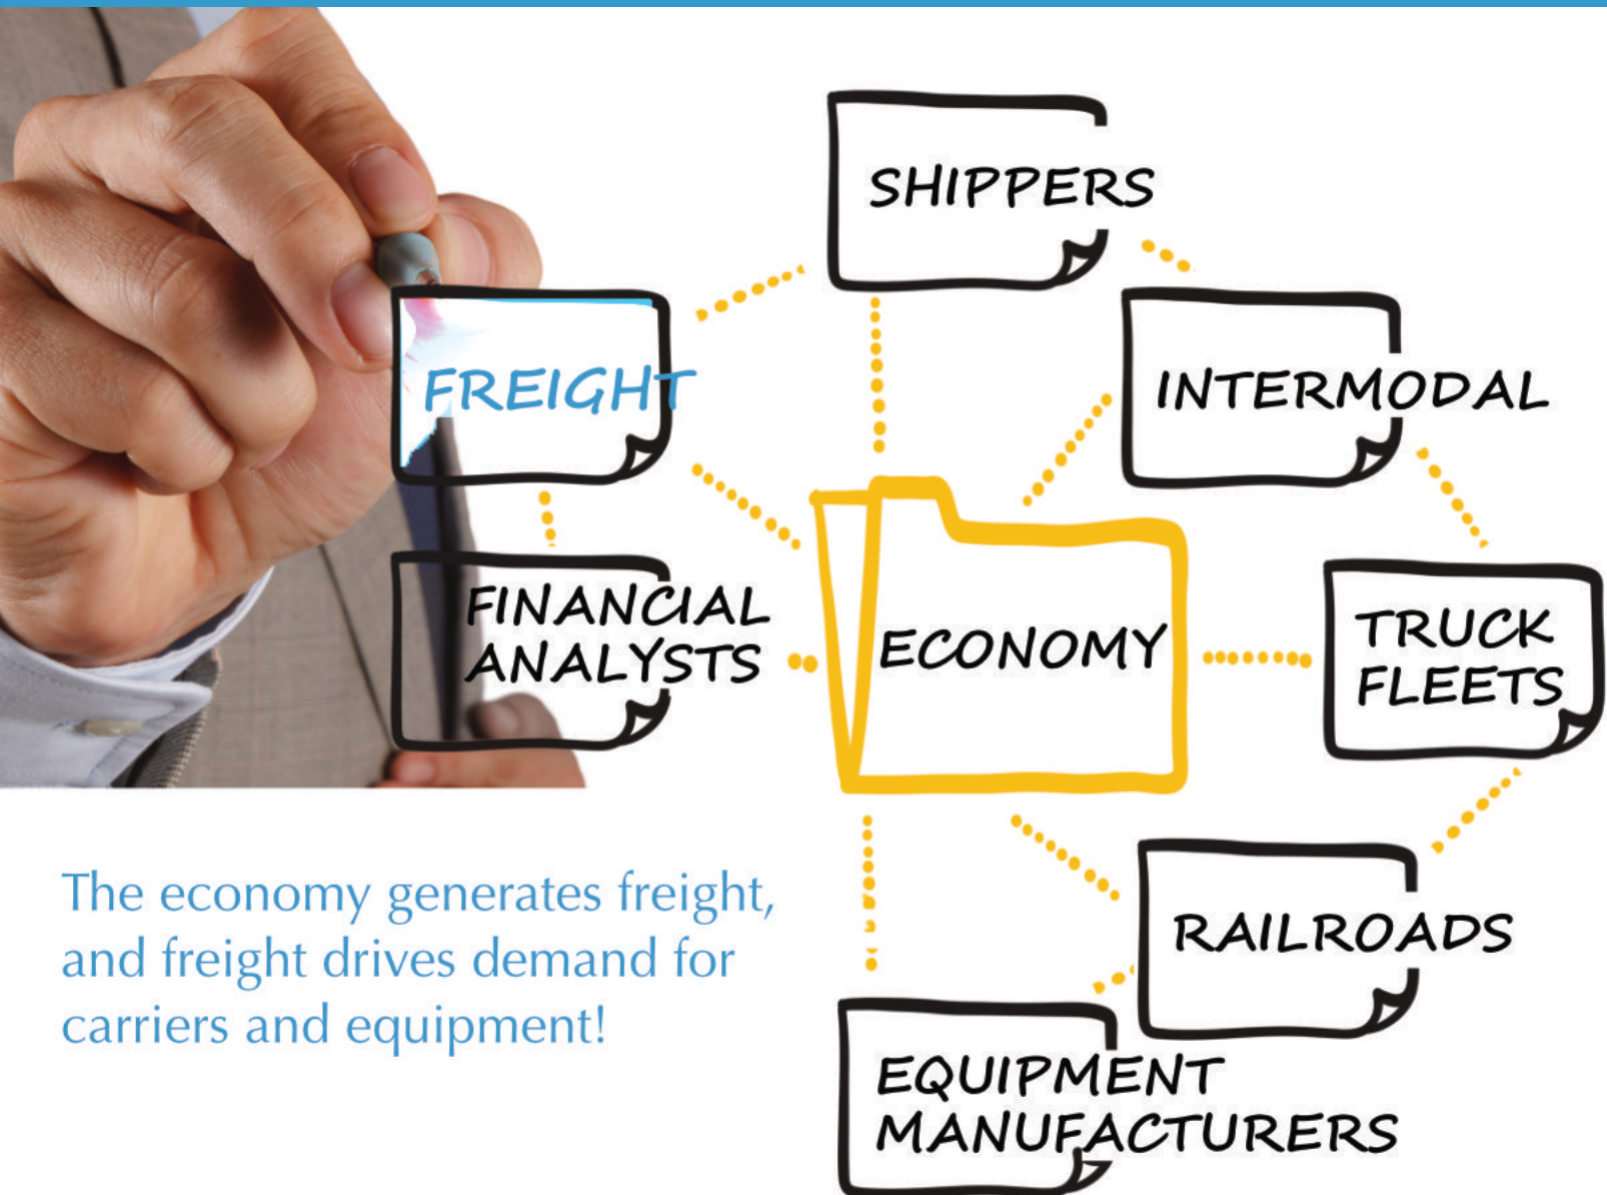 SHIPPERS
FREIGHT
INTERMODAL
FINANCIAL
ANALYSTS
ECONOMY
TRUCK
FLEETS
The economy generates freight,
and freight drives demand for
carriers and equipment!
RAILROADS
EQUIPMENT
MANUFACTURERS